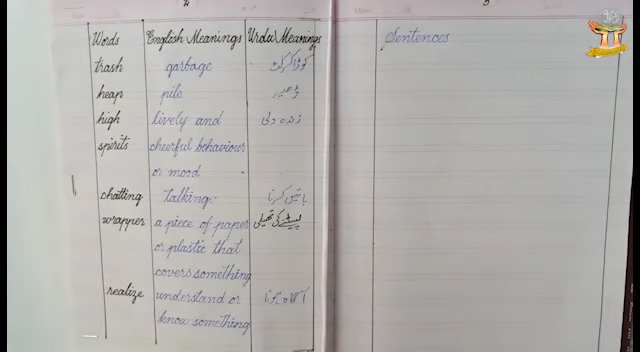 Words English Meanings Urdu Meanings Sentences
trash garbage کوڑا کرکٹ
heap pile ڈھیر
high lively and زندہ دلی
spirits cheerful behaviour
or mood
chatting talking باتیں کرنا
wrapper a piece of paper لپیٹنے کی تھیلی
or plastic that
covers something
realize understand or آگاہ ہونا
know something